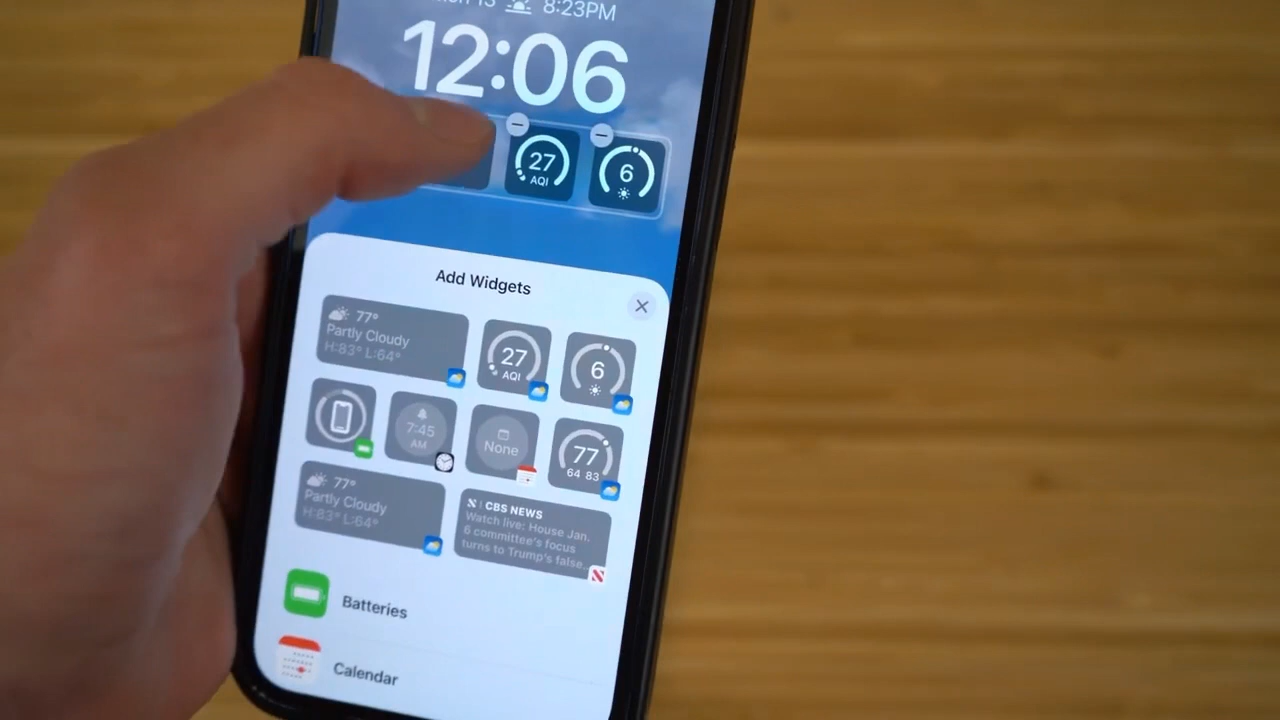 13 8:23PM
12:06
27
AQI
6
Add Widgets
77°
Partly Cloudy
H:83° L:64°
27
AQI
6
7:45
AM
None
77
64 83
77°
Partly Cloudy
H:83° L:64°
CBS NEWS
Watch live: House Jan.
6 committee's focus
turns to Trump's false...
Batteries
Calendar